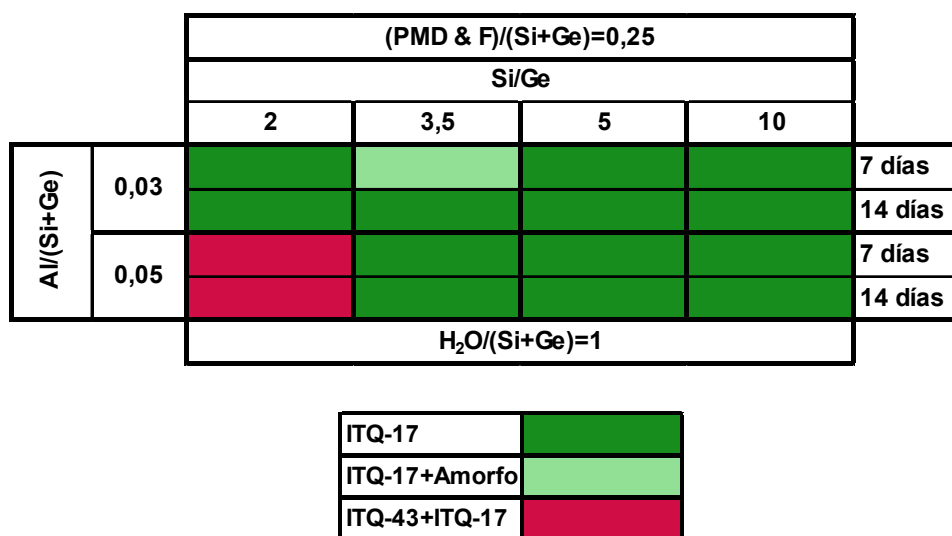 (PMD & F)/(Si+Ge)=0,25
Si/Ge
2 3,5 5 10
Al/(Si+Ge)
0,03
7 días
14 días
0,05
7 días
14 días
H₂O/(Si+Ge)=1
ITQ-17
ITQ-17+Amorfo
ITQ-43+ITQ-17